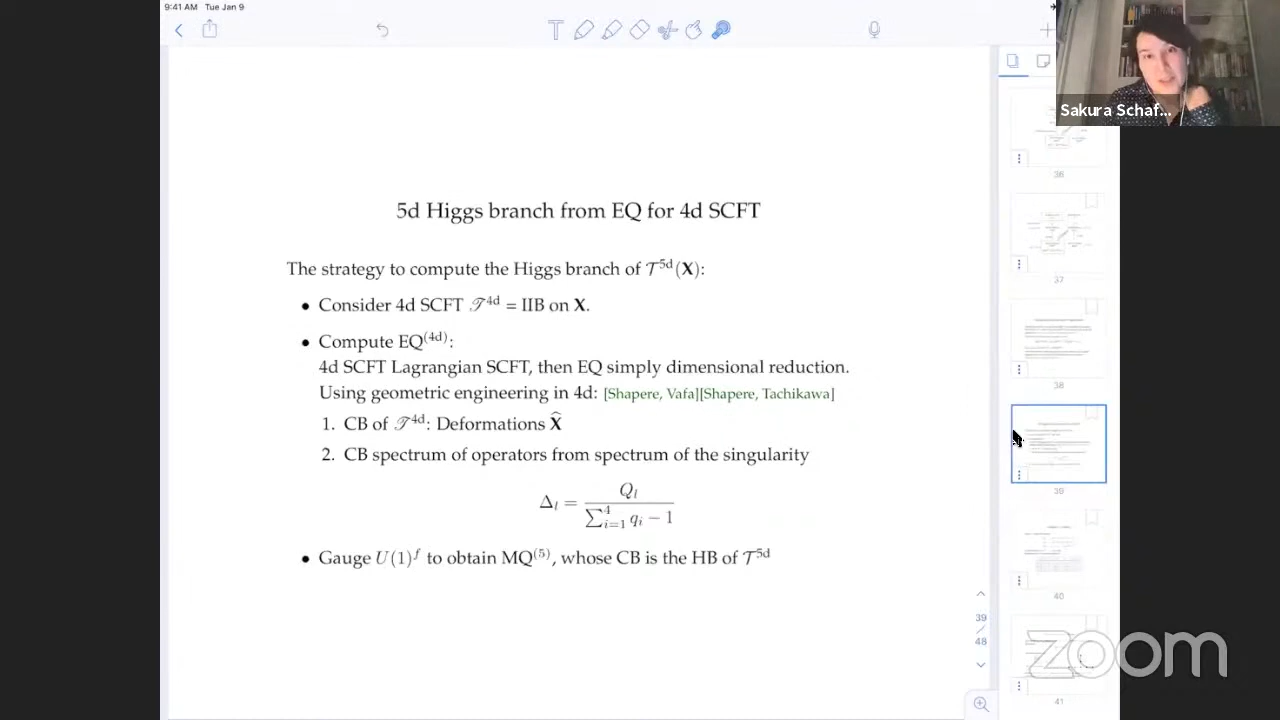 9:41 AM Tue Jan 9
Sakura Schaf...
5d Higgs branch from EQ for 4d SCFT
The strategy to compute the Higgs branch of 𝒯⁵ᵈ(X):
• Consider 4d SCFT 𝒯⁴ᵈ = IIB on X.
• Compute EQ⁽⁴ᵈ⁾:
4d SCFT Lagrangian SCFT, then EQ simply dimensional reduction.
Using geometric engineering in 4d: [Shapere, Vafa][Shapere, Tachikawa]
1. CB of 𝒯⁴ᵈ: Deformations X̂
2. CB spectrum of operators from spectrum of the singularity
Δ_l = Q_l / (∑_{i=1}^{4} q_i − 1)
• Gauge U(1)ᶠ to obtain MQ⁽⁵⁾, whose CB is the HB of 𝒯⁵ᵈ
36
37
38
39
40
41
39
/
48
zoom